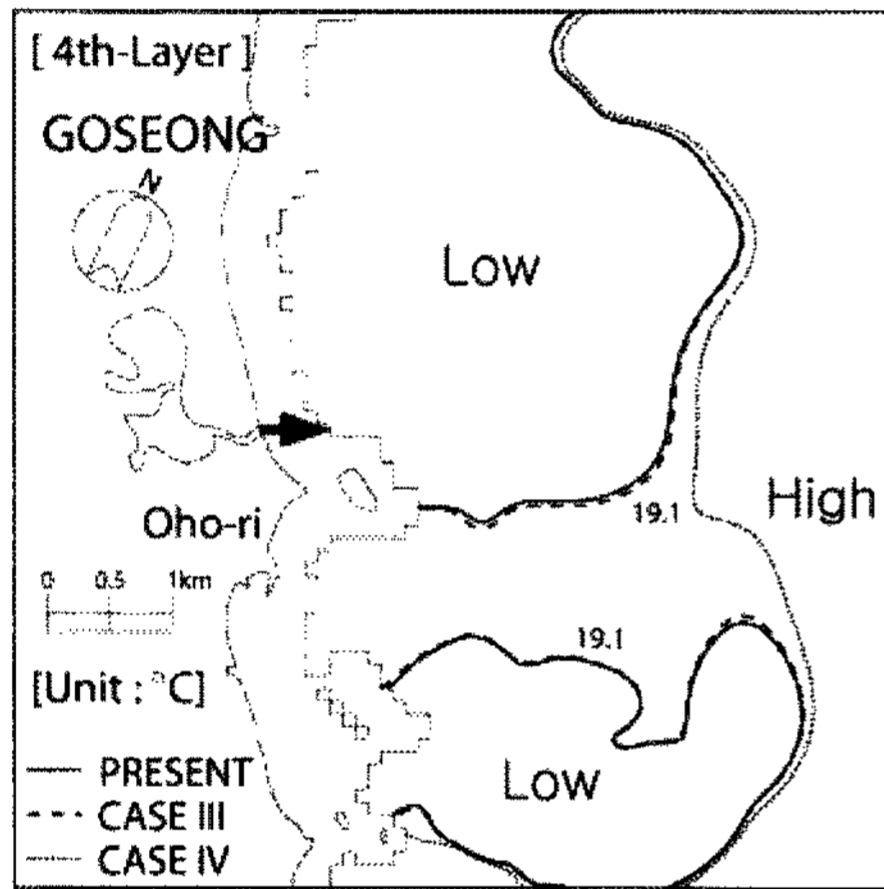 [ 4th-Layer ]
GOSEONG
N
Low
Oho-ri
High
19.1
0 0.5 1km
19.1
[Unit : °C]
Low
PRESENT
CASE III
CASE IV